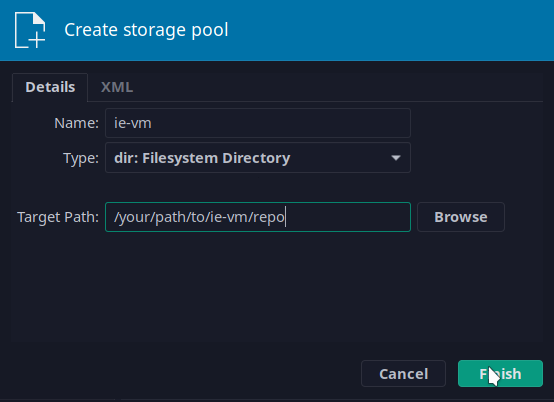 Create storage pool
Details XML
Name: ie-vm
Type: dir: Filesystem Directory
Target Path: /your/path/to/ie-vm/repo Browse
Cancel Finish